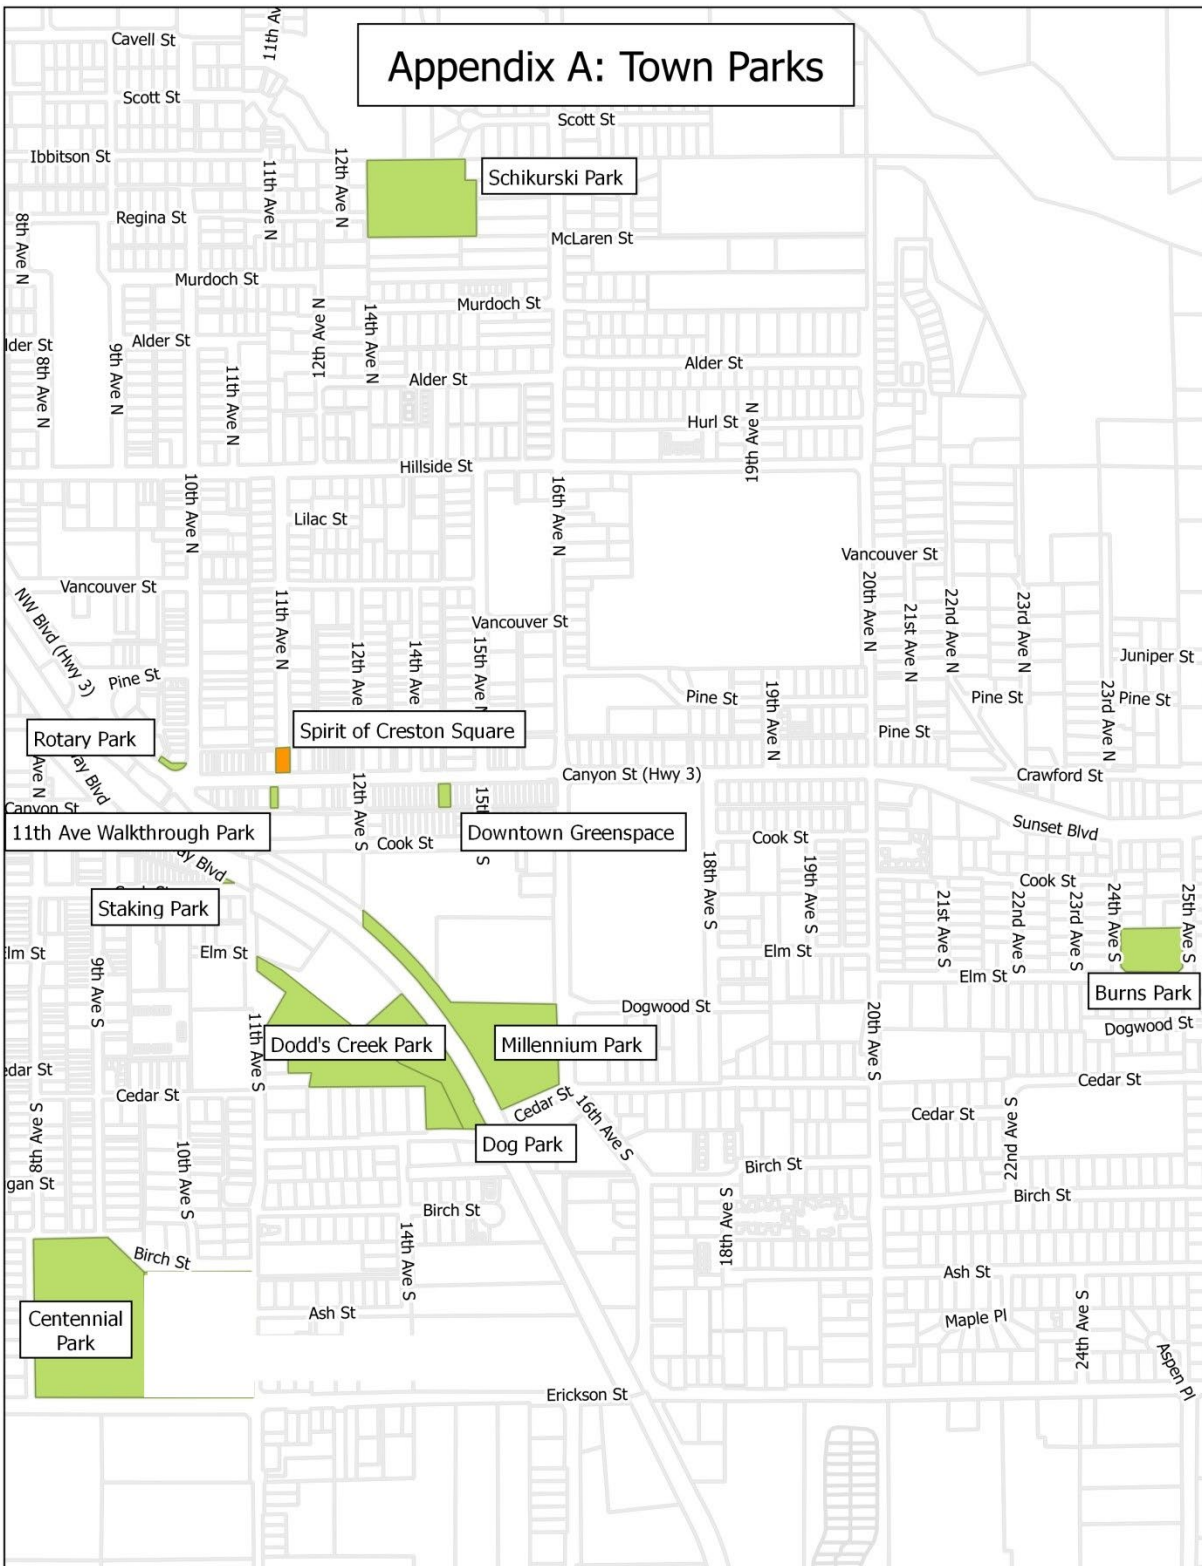 Appendix A: Town Parks
Cavell St
11th Av
Scott St
Scott St
Ibbitson St
11th Ave N
12th Ave N
Schikurski Park
8th Ave N
Regina St
McLaren St
Murdoch St
Murdoch St
12th Ave N
14th Ave N
lder St
8th Ave N
9th Ave N
Alder St
11th Ave N
Alder St
Alder St
Hurl St
19th Ave N
Hillside St
10th Ave N
16th Ave N
Lilac St
Vancouver St
Vancouver St
20th Ave N
21st Ave N
22nd Ave N
23rd Ave N
NW Blvd (Hwy 3)
11th Ave N
Vancouver St
12th Ave
14th Ave
15th Ave N
Juniper St
Pine St
Pine St
19th Ave N
Pine St
23rd Ave N
Pine St
Pine St
Rotary Park
Spirit of Creston Square
Ave N
ay Blvd
Canyon St (Hwy 3)
Crawford St
Canyon St
12th Ave S
15th
S
11th Ave Walkthrough Park
Downtown Greenspace
Sunset Blvd
Cook St
Cook St
ay Blvd
18th Ave S
19th Ave S
Cook St
21st Ave S
22nd Ave S
23rd Ave S
24th Ave S
25th Ave S
Staking Park
Elm St
Elm St
Elm St
Elm St
9th Ave S
Burns Park
11th Ave S
Dogwood St
20th Ave S
Dogwood St
Dodd's Creek Park
Millennium Park
edar St
Cedar St
Cedar St
Cedar St
Cedar St
8th Ave S
10th Ave S
16th Ave S
22nd Ave S
Dog Park
Birch St
gan St
Birch St
Birch St
14th Ave S
18th Ave S
Birch St
Ash St
Centennial
Park
Ash St
Maple Pl
24th Ave S
Aspen Pl
Erickson St